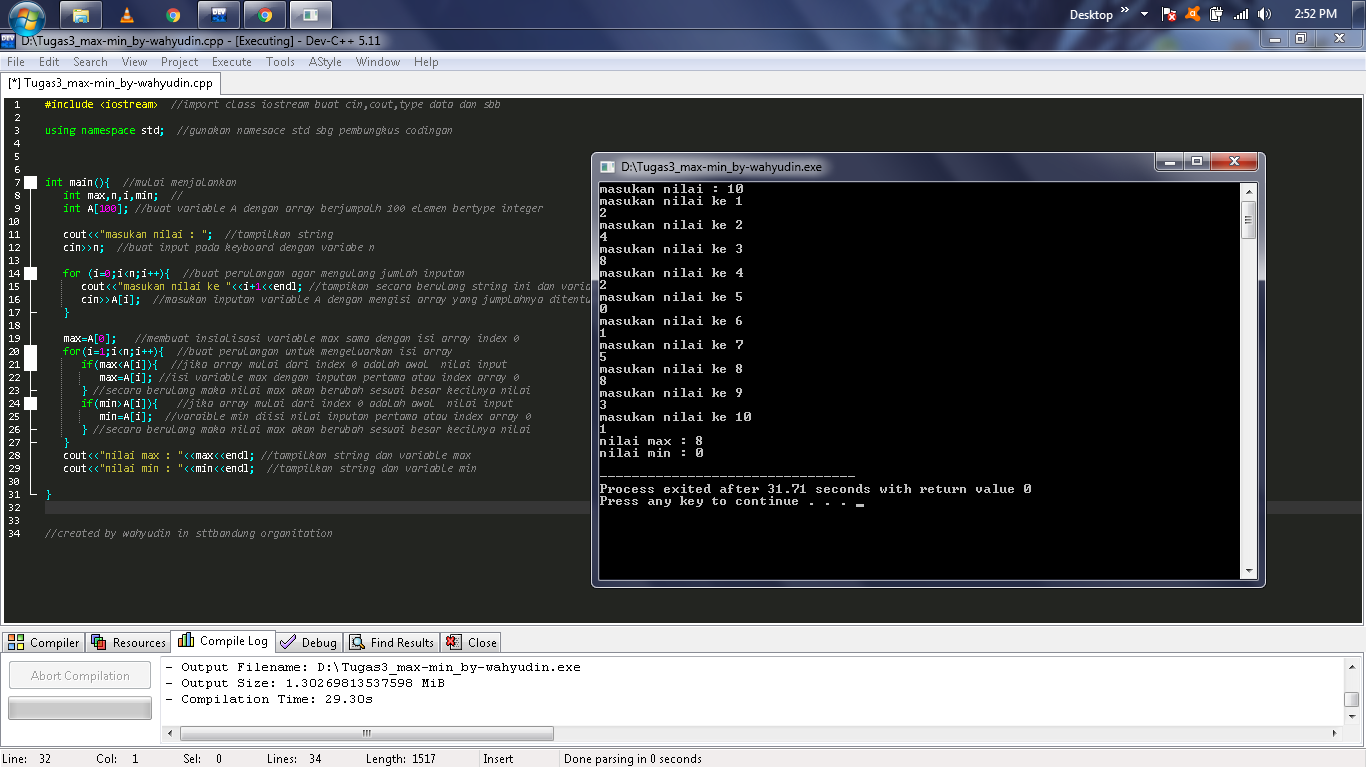 Desktop
2:52 PM
D:\Tugas3_max-min_by-wahyudin.cpp - [Executing] - Dev-C++ 5.11
File Edit Search View Project Execute Tools AStyle Window Help
[*] Tugas3_max-min_by-wahyudin.cpp
1 #include <iostream> //import cLass iostream buat cin,cout,type data dan sbb
2
3 using namespace std; //gunakan namesace std sbg pembungkus codingan
4
5
6
7 int main(){ //muLai menjaLankan
8 int max,n,i,min; //
9 int A[100]; //buat variabLe A dengan array berjumpaLh 100 eLemen bertype integer
10
11 cout<<"masukan nilai : "; //tampiLkan string
12 cin>>n; //buat input pada keyboard dengan variabe n
13
14 for (i=0;i<n;i++){ //buat peruLangan agar menguLang jumLah inputan
15 cout<<"masukan nilai ke "<<i+1<<endl; //tampikan secara beruLang string ini dan varia
16 cin>>A[i]; //masukan inputan variabLe A dengan mengisi array yang jumpLahnya ditentu
17 }
18
19 max=A[0]; //membuat insiaLisasi variabLe max sama dengan isi array index 0
20 for(i=1;i<n;i++){ //buat peruLangan untuk mengeLuarkan isi array
21 if(max<A[i]){ //jika array muLai dari index 0 adaLah awaL nilai input
22 max=A[i]; //isi variabLe max dengan inputan pertama atau index array 0
23 } //secara beruLang maka nilai max akan berubah sesuai besar keciLnya nilai
24 if(min>A[i]){ //jika array muLai dari index 0 adaLah awaL nilai input
25 min=A[i]; //varaibLe min diisi niLai inputan pertama atau index array 0
26 } //secara beruLang maka nilai max akan berubah sesuai besar keciLnya nilai
27 }
28 cout<<"nilai max : "<<max<<endl; //tampiLkan string dan variabLe max
29 cout<<"nilai min : "<<min<<endl; //tampiLkan string dan variabLe min
30
31 }
32
33
34 //created by wahyudin in sttbandung organitation
D:\Tugas3_max-min_by-wahyudin.exe
masukan nilai : 10
masukan nilai ke 1
2
masukan nilai ke 2
4
masukan nilai ke 3
8
masukan nilai ke 4
2
masukan nilai ke 5
0
masukan nilai ke 6
1
masukan nilai ke 7
5
masukan nilai ke 8
8
masukan nilai ke 9
3
masukan nilai ke 10
1
nilai max : 8
nilai min : 0
--------------------------------
Process exited after 31.71 seconds with return value 0
Press any key to continue . . . _
Compiler Resources Compile Log Debug Find Results Close
Abort Compilation
- Output Filename: D:\Tugas3_max-min_by-wahyudin.exe
- Output Size: 1.30269813537598 MiB
- Compilation Time: 29.30s
Line: 32 Col: 1 Sel: 0 Lines: 34 Length: 1517 Insert Done parsing in 0 seconds